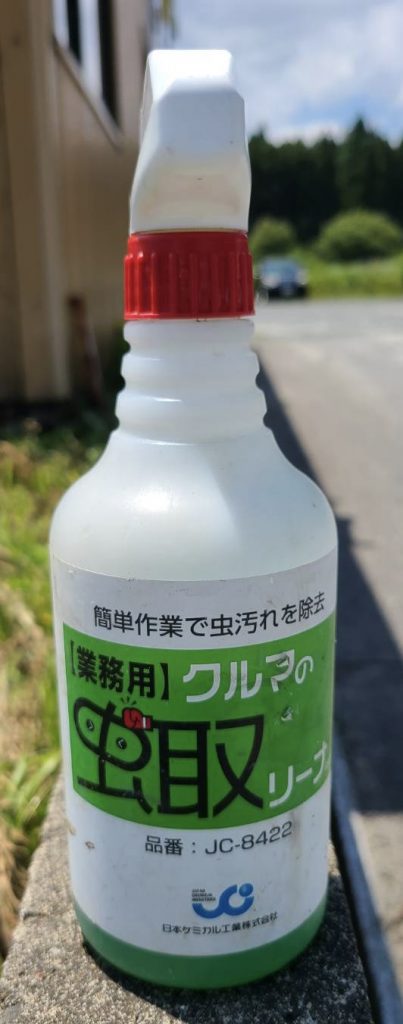 簡単作業で虫汚れを除去
【業務用】クルマの
虫取リーナ
品番：JC-8422
日本ケミカル工業株式会社